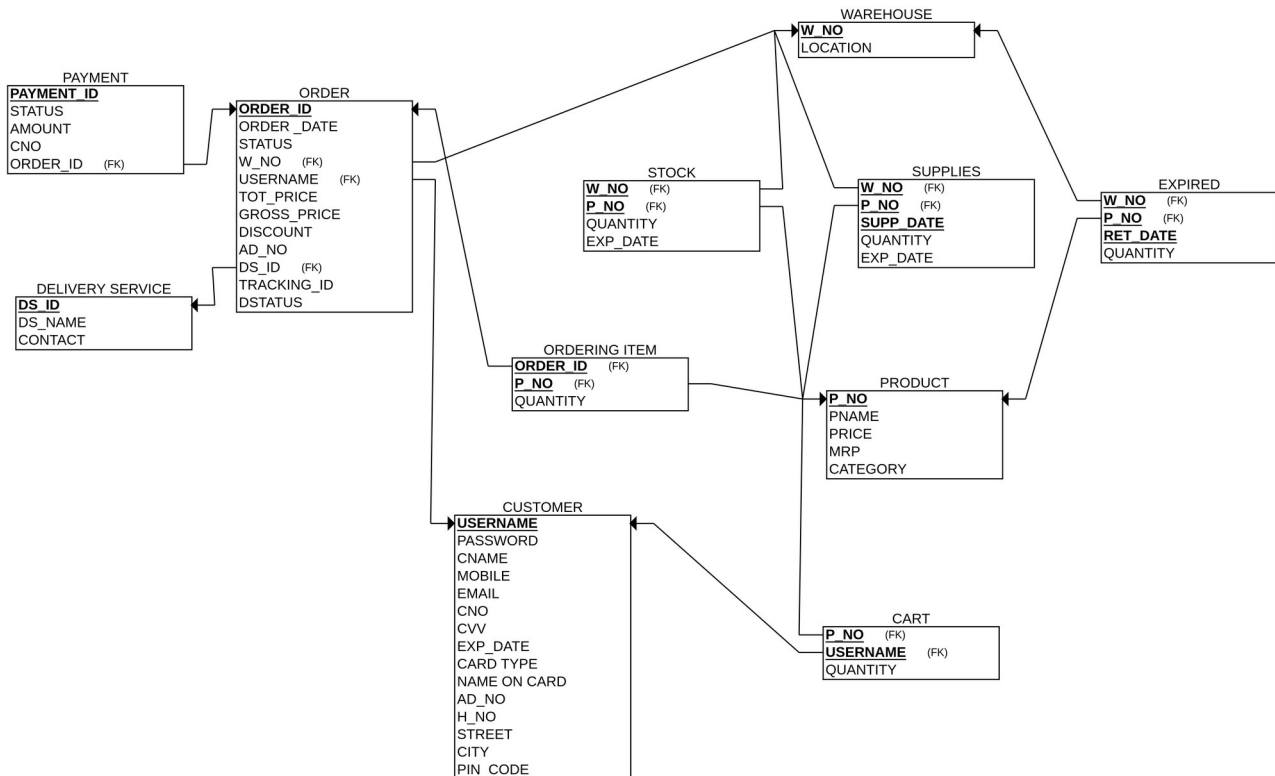 WAREHOUSE
W_NO
LOCATION
PAYMENT
PAYMENT_ID
STATUS
AMOUNT
CNO
ORDER_ID (FK)
ORDER
ORDER_ID
ORDER _DATE
STATUS
W_NO (FK)
USERNAME (FK)
TOT_PRICE
GROSS_PRICE
DISCOUNT
AD_NO
DS_ID (FK)
TRACKING_ID
DSTATUS
STOCK
W_NO (FK)
P_NO (FK)
QUANTITY
EXP_DATE
SUPPLIES
W_NO (FK)
P_NO (FK)
SUPP_DATE
QUANTITY
EXP_DATE
EXPIRED
W_NO (FK)
P_NO (FK)
RET_DATE
QUANTITY
DELIVERY SERVICE
DS_ID
DS_NAME
CONTACT
ORDERING ITEM
ORDER_ID (FK)
P_NO (FK)
QUANTITY
PRODUCT
P_NO
PNAME
PRICE
MRP
CATEGORY
CUSTOMER
USERNAME
PASSWORD
CNAME
MOBILE
EMAIL
CNO
CVV
EXP_DATE
CARD TYPE
NAME ON CARD
AD_NO
H_NO
STREET
CITY
PIN_CODE
CART
P_NO (FK)
USERNAME (FK)
QUANTITY